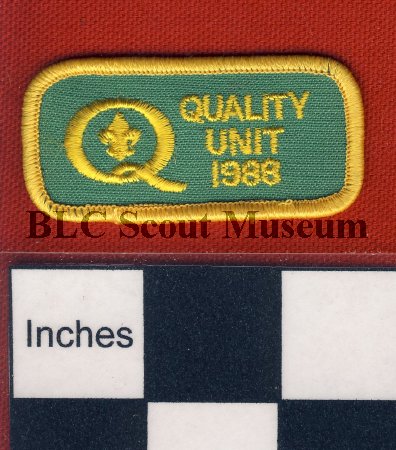 QUALITY
UNIT
1988
BLC Scout Museum
Inches